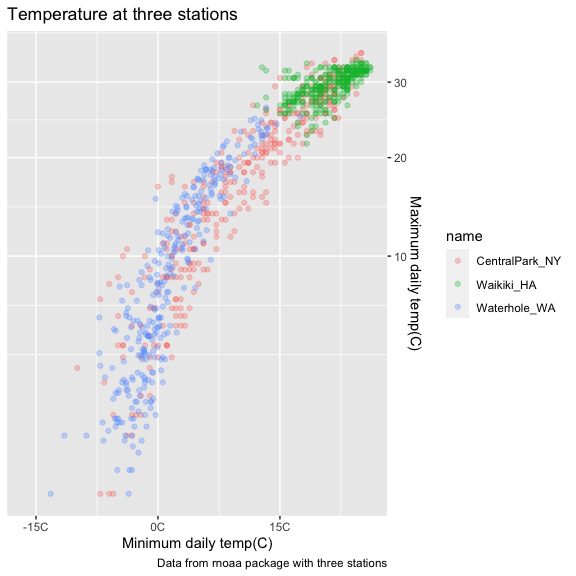 Temperature at three stations
30
20
10
Maximum daily temp(C)
name
CentralPark_NY
Waikiki_HA
Waterhole_WA
-15C
0C
15C
Minimum daily temp(C)
Data from moaa package with three stations